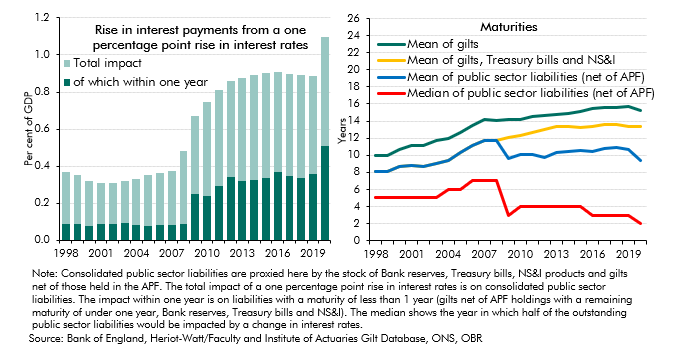 Rise in interest payments from a one
percentage point rise in interest rates
Total impact
of which within one year
Per cent of GDP
1.2
1.0
0.8
0.6
0.4
0.2
0.0
1998 2001 2004 2007 2010 2013 2016 2019
Maturities
Mean of gilts
Mean of gilts, Treasury bills and NS&I
Mean of public sector liabilities (net of APF)
Median of public sector liabilities (net of APF)
Years
26
24
22
20
18
16
14
12
10
8
6
4
2
0
1998 2001 2004 2007 2010 2013 2016 2019
Note: Consolidated public sector liabilities are proxied here by the stock of Bank reserves, Treasury bills, NS&I products and gilts
net of those held in the APF. The total impact of a one percentage point rise in interest rates is on consolidated public sector
liabilities. The impact within one year is on liabilities with a maturity of less than 1 year (gilts net of APF holdings with a remaining
maturity of under one year, Bank reserves, Treasury bills and NS&I). The median shows the year in which half of the outstanding
public sector liabilities would be impacted by a change in interest rates.
Source: Bank of England, Heriot-Watt/Faculty and Institute of Actuaries Gilt Database, ONS, OBR